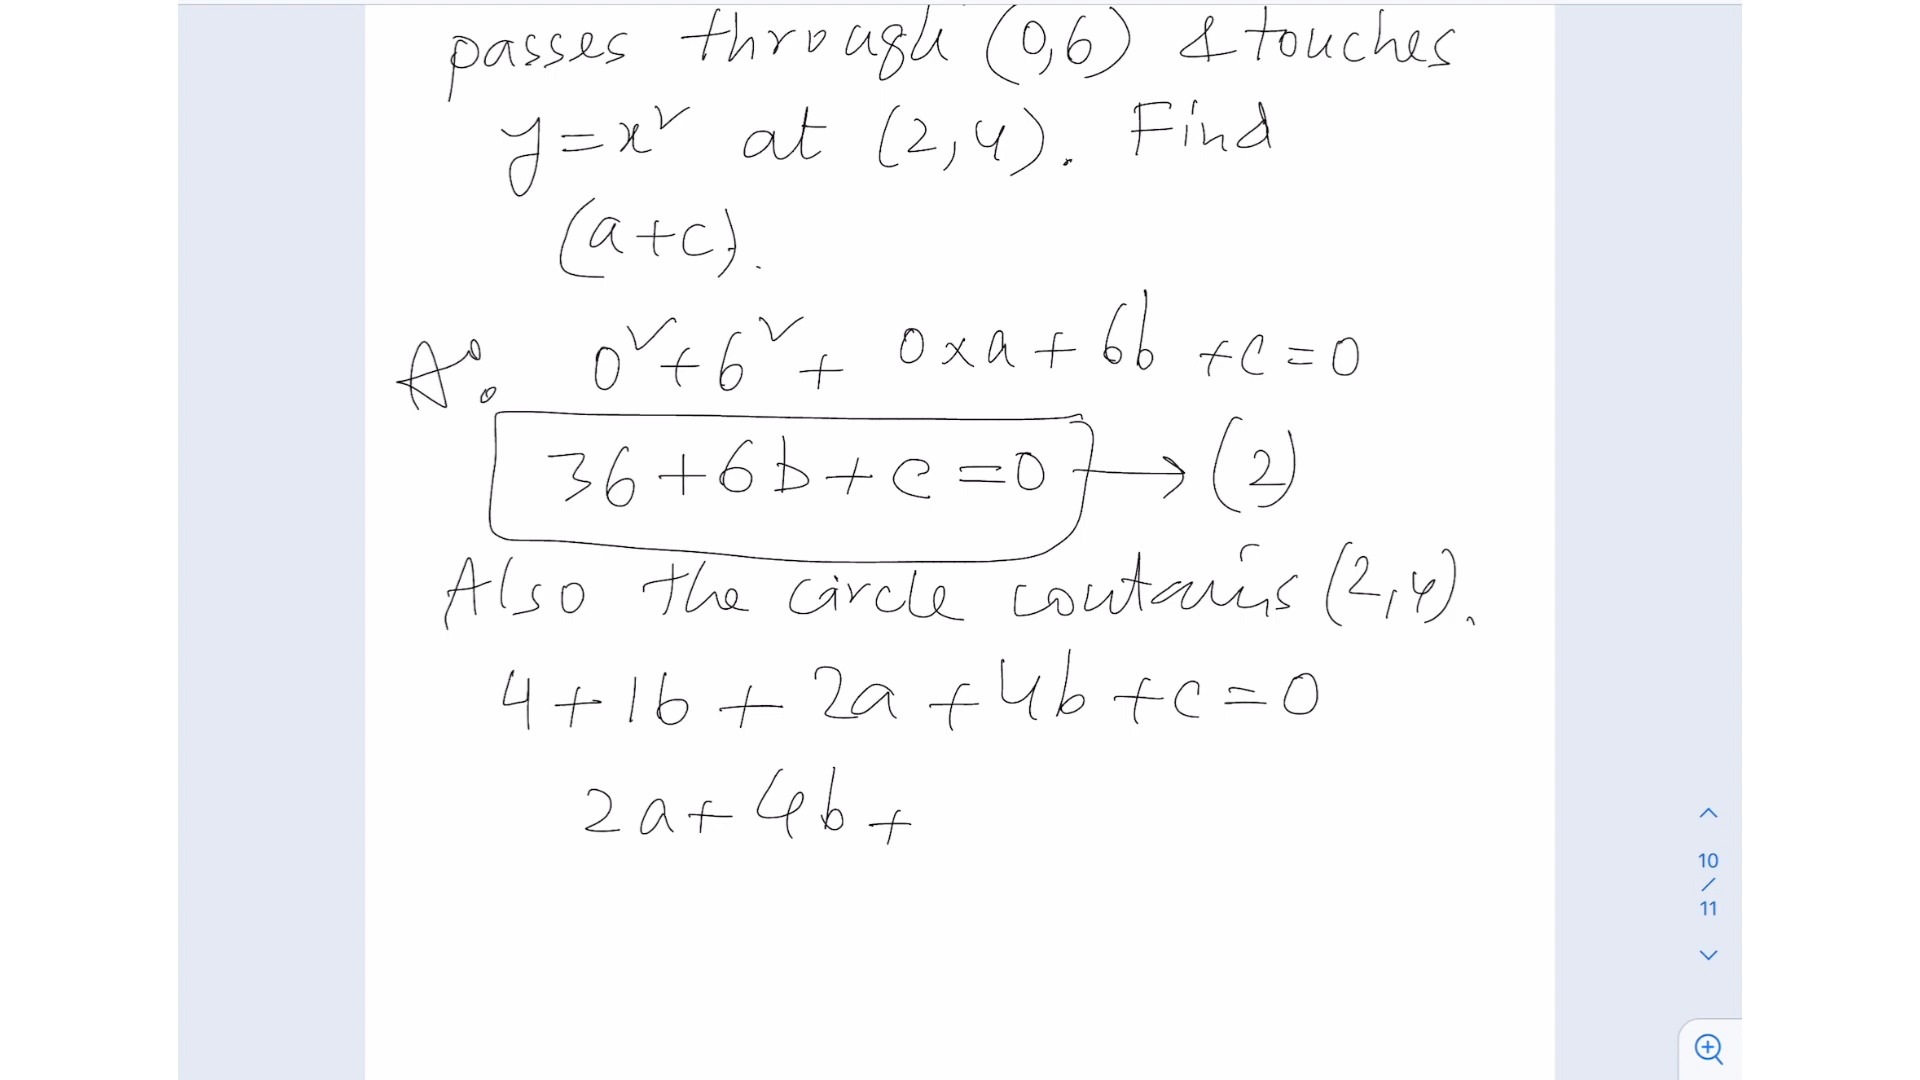 passes through (0,6) & touches
y=x² at (2,4). Find
(a+c).
A: 0²+6²+ 0xa+6b +c=0
36+6b+c=0 → (2)
Also the circle contains (2,4).
4+16+2a+4b+c=0
2a+4b+
10
/
11